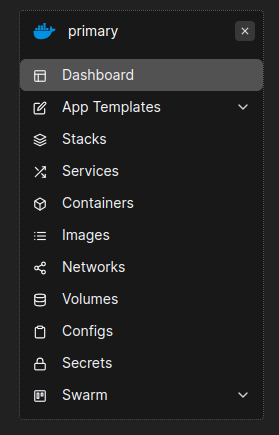 primary
Dashboard
App Templates
Stacks
Services
Containers
Images
Networks
Volumes
Configs
Secrets
Swarm